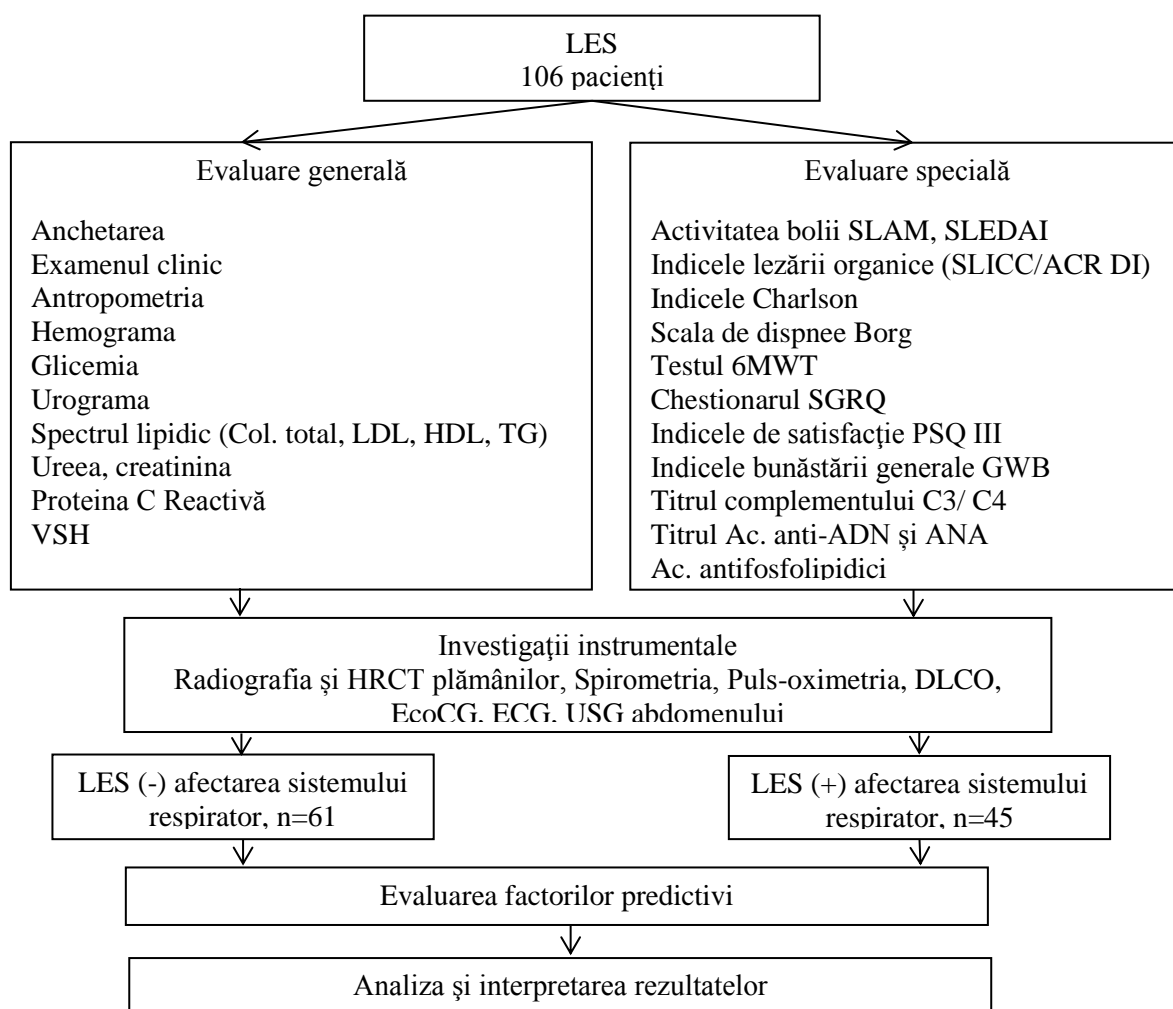 LES
106 pacienți
Evaluare generală
Anchetarea
Examenul clinic
Antropometria
Hemograma
Glicemia
Urograma
Spectrul lipidic (Col. total, LDL, HDL, TG)
Ureea, creatinina
Proteina C Reactivă
VSH
Evaluare specială
Activitatea bolii SLAM, SLEDAI
Indicele lezării organice (SLICC/ACR DI)
Indicele Charlson
Scala de dispnee Borg
Testul 6MWT
Chestionarul SGRQ
Indicele de satisfacție PSQ III
Indicele bunăstării generale GWB
Titrul complementului C3/ C4
Titrul Ac. anti-ADN și ANA
Ac. antifosfolipidici
Investigaţii instrumentale
Radiografia și HRCT plămânilor, Spirometria, Puls-oximetria, DLCO,
EcoCG, ECG, USG abdomenului
LES (-) afectarea sistemului
respirator, n=61
LES (+) afectarea sistemului
respirator, n=45
Evaluarea factorilor predictivi
Analiza şi interpretarea rezultatelor